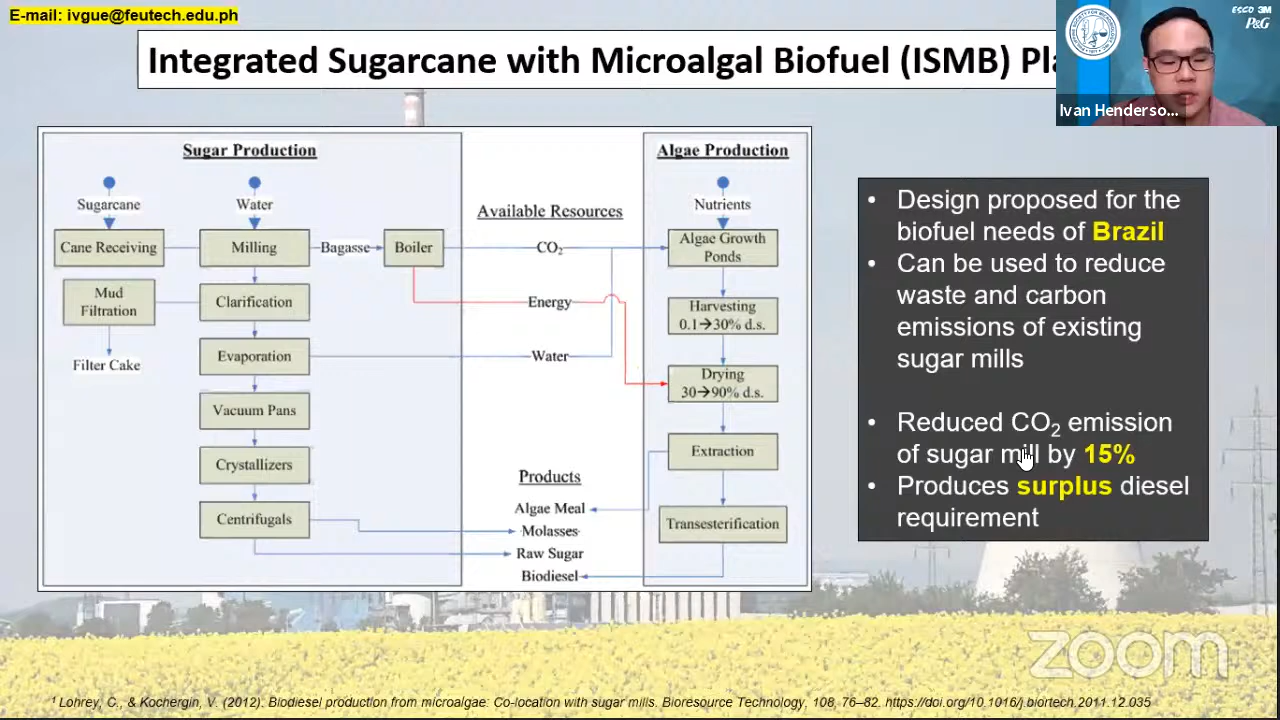 E-mail: ivgue@feutech.edu.ph
ESCO 3M
P&G
Integrated Sugarcane with Microalgal Biofuel (ISMB)
Ivan Henderso...
Sugar Production
Sugarcane
Water
Cane Receiving
Milling
Bagasse
Boiler
Mud
Filtration
Clarification
Filter Cake
Evaporation
Vacuum Pans
Crystallizers
Centrifugals
Available Resources
CO₂
Energy
Water
Products
Algae Meal
Molasses
Raw Sugar
Biodiesel
Algae Production
Nutrients
Algae Growth
Ponds
Harvesting
0.1→30% d.s.
Drying
30→90% d.s.
Extraction
Transesterification
• Design proposed for the
biofuel needs of Brazil
• Can be used to reduce
waste and carbon
emissions of existing
sugar mills
• Reduced CO₂ emission
of sugar mill by 15%
• Produces surplus diesel
requirement
zoom
¹ Lohrey, C., & Kochergin, V. (2012). Biodiesel production from microalgae: Co-location with sugar mills. Bioresource Technology, 108, 76–82. https://doi.org/10.1016/j.biortech.2011.12.035